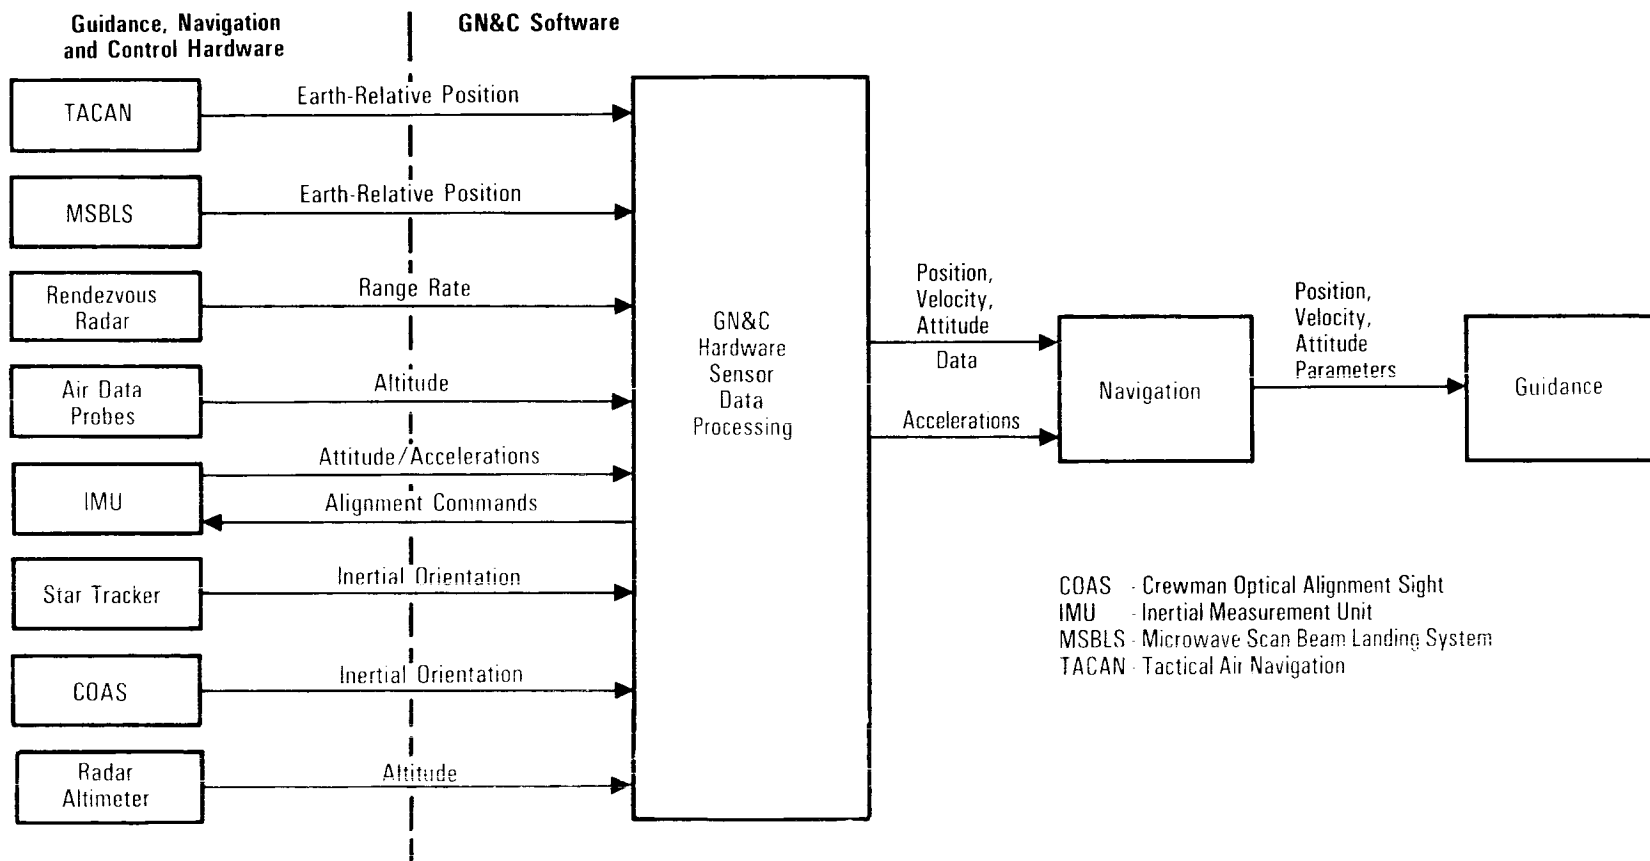 Guidance, Navigation
and Control Hardware
GN&C Software
TACAN
Earth-Relative Position
MSBLS
Earth-Relative Position
Rendezvous
Radar
Range Rate
Air Data
Probes
Altitude
IMU
Attitude/Accelerations
Alignment Commands
Star Tracker
Inertial Orientation
COAS
Inertial Orientation
Radar
Altimeter
Altitude
GN&C
Hardware
Sensor
Data
Processing
Position,
Velocity,
Attitude
Data
Accelerations
Navigation
Position,
Velocity,
Attitude
Parameters
Guidance
COAS - Crewman Optical Alignment Sight
IMU - Inertial Measurement Unit
MSBLS - Microwave Scan Beam Landing System
TACAN - Tactical Air Navigation